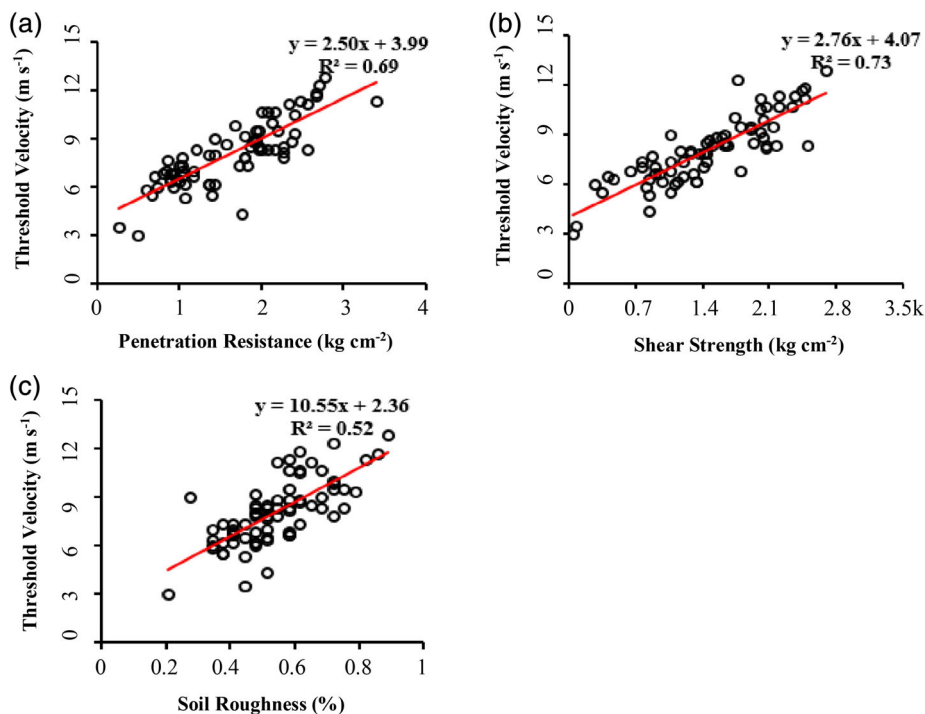 (a)
y = 2.50x + 3.99
R² = 0.69
Threshold Velocity (m s⁻¹)
15
12
9
6
3
0
0 1 2 3 4
Penetration Resistance (kg cm⁻²)
(b)
y = 2.76x + 4.07
R² = 0.73
Threshold Velocity (m s⁻¹)
15
12
9
6
3
0
0 0.7 1.4 2.1 2.8 3.5k
Shear Strength (kg cm⁻²)
(c)
y = 10.55x + 2.36
R² = 0.52
Threshold Velocity (m s⁻¹)
15
12
9
6
3
0
0 0.2 0.4 0.6 0.8 1
Soil Roughness (%)